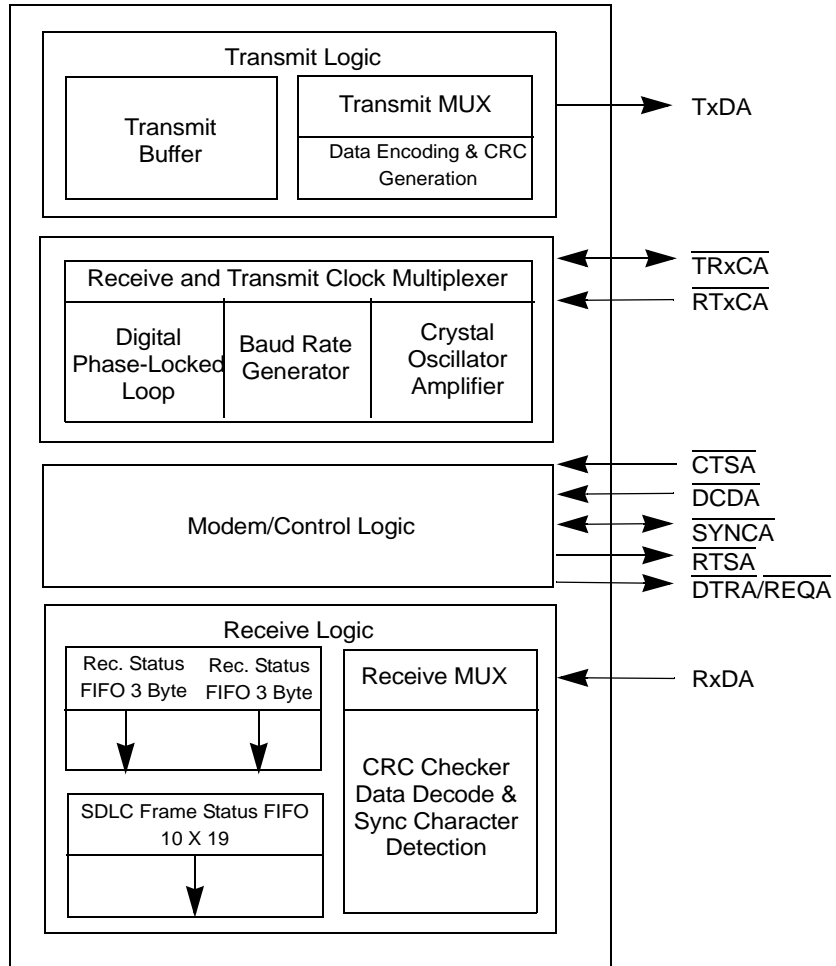 Transmit Logic
Transmit
Buffer
Transmit MUX
Data Encoding & CRC
Generation
TxDA
Receive and Transmit Clock Multiplexer
Digital
Phase-Locked
Loop
Baud Rate
Generator
Crystal
Oscillator
Amplifier
TRxCA
RTxCA
Modem/Control Logic
CTSA
DCDA
SYNCA
RTSA
DTRA/REQA
Receive Logic
Rec. Status
FIFO 3 Byte
Rec. Status
FIFO 3 Byte
SDLC Frame Status FIFO
10 X 19
Receive MUX
CRC Checker
Data Decode &
Sync Character
Detection
RxDA